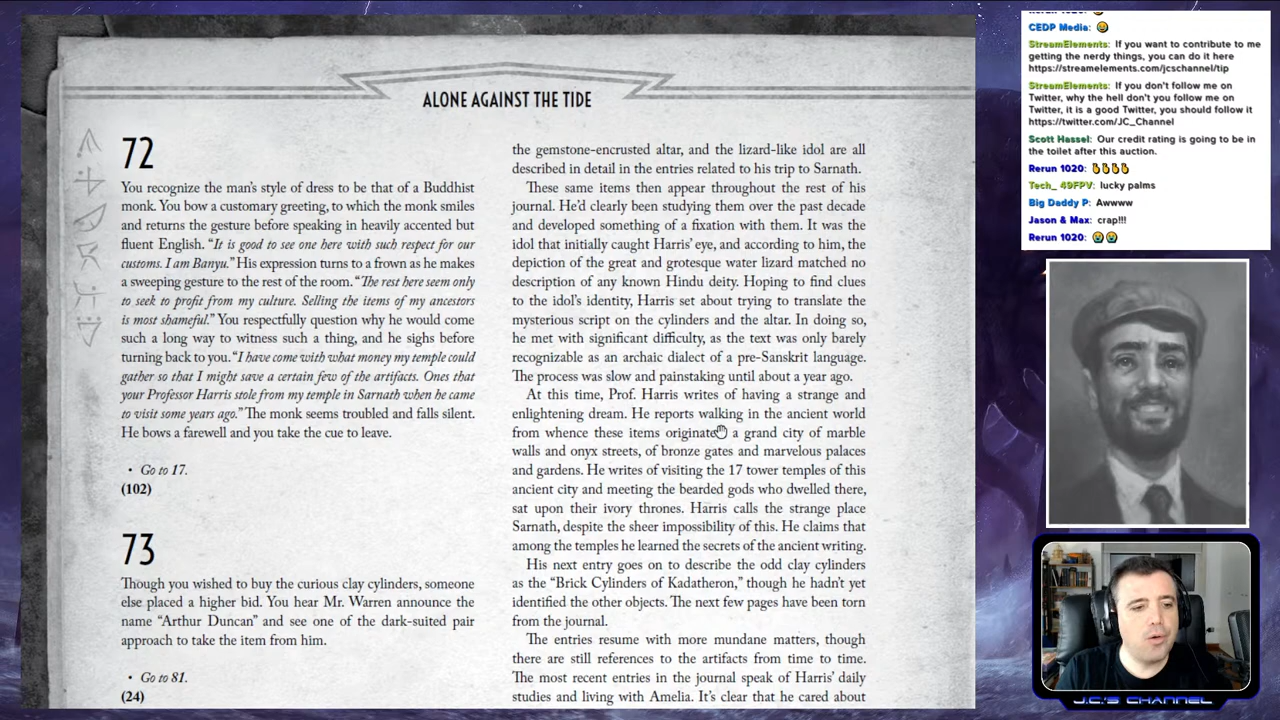 ALONE AGAINST THE TIDE
72
You recognize the man's style of dress to be that of a Buddhist
monk. You bow a customary greeting, to which the monk smiles
and returns the gesture before speaking in heavily accented but
fluent English. "It is good to see one here with such respect for our
customs. I am Banyu." His expression turns to a frown as he makes
a sweeping gesture to the rest of the room. "The rest here seem only
to seek to profit from my culture. Selling the items of my ancestors
is most shameful." You respectfully question why he would come
such a long way to witness such a thing, and he sighs before
turning back to you. "I have come with what money my temple could
gather so that I might save a certain few of the artifacts. Ones that
your Professor Harris stole from my temple in Sarnath when he came
to visit some years ago." The monk seems troubled and falls silent.
He bows a farewell and you take the cue to leave.
• Go to 17.
(102)
73
Though you wished to buy the curious clay cylinders, someone
else placed a higher bid. You hear Mr. Warren announce the
name "Arthur Duncan" and see one of the dark-suited pair
approach to take the item from him.
• Go to 81.
(24)
the gemstone-encrusted altar, and the lizard-like idol are all
described in detail in the entries related to his trip to Sarnath.
These same items then appear throughout the rest of his
journal. He'd clearly been studying them over the past decade
and developed something of a fixation with them. It was the
idol that initially caught Harris' eye, and according to him, the
depiction of the great and grotesque water lizard matched no
description of any known Hindu deity. Hoping to find clues
to the idol's identity, Harris set about trying to translate the
mysterious script on the cylinders and the altar. In doing so,
he met with significant difficulty, as the text was only barely
recognizable as an archaic dialect of a pre-Sanskrit language.
The process was slow and painstaking until about a year ago.
At this time, Prof. Harris writes of having a strange and
enlightening dream. He reports walking in the ancient world
from whence these items originate a grand city of marble
walls and onyx streets, of bronze gates and marvelous palaces
and gardens. He writes of visiting the 17 tower temples of this
ancient city and meeting the bearded gods who dwelled there,
sat upon their ivory thrones. Harris calls the strange place
Sarnath, despite the sheer impossibility of this. He claims that
among the temples he learned the secrets of the ancient writing.
His next entry goes on to describe the odd clay cylinders
as the "Brick Cylinders of Kadatheron," though he hadn't yet
identified the other objects. The next few pages have been torn
from the journal.
The entries resume with more mundane matters, though
there are still references to the artifacts from time to time.
The most recent entries in the journal speak of Harris' daily
studies and living with Amelia. It's clear that he cared about
CEDP Media:
StreamElements: If you want to contribute to me
getting the nerdy things, you can do it here
https://streamelements.com/jcschannel/tip
StreamElements: If you don't follow me on
Twitter, why the hell don't you follow me on
Twitter, it is a good Twitter, you should follow it
https://twitter.com/JC_Channel
Scott Hassel: Our credit rating is going to be in
the toilet after this auction.
Rerun 1020:
Tech_ 49FPV: lucky palms
Big Daddy P: Awwww
Jason & Max: crap!!!
Rerun 1020:
J.C.'S CHANNEL